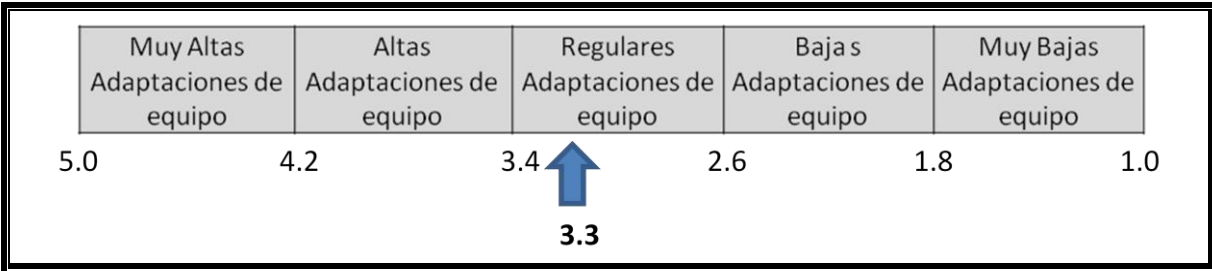 Muy Altas Altas Regulares Bajas Muy Bajas
Adaptaciones de Adaptaciones de Adaptaciones de Adaptaciones de Adaptaciones de
equipo equipo equipo equipo equipo
5.0 4.2 3.4 2.6 1.8 1.0
3.3